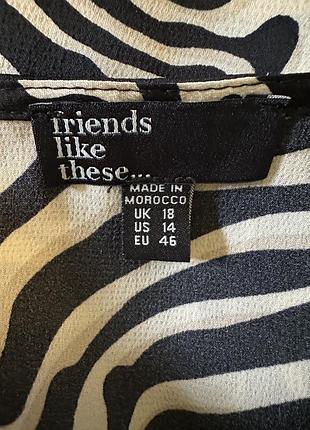 friends
like
these...
MADE IN
MOROCCO
UK 18
US 14
EU 46